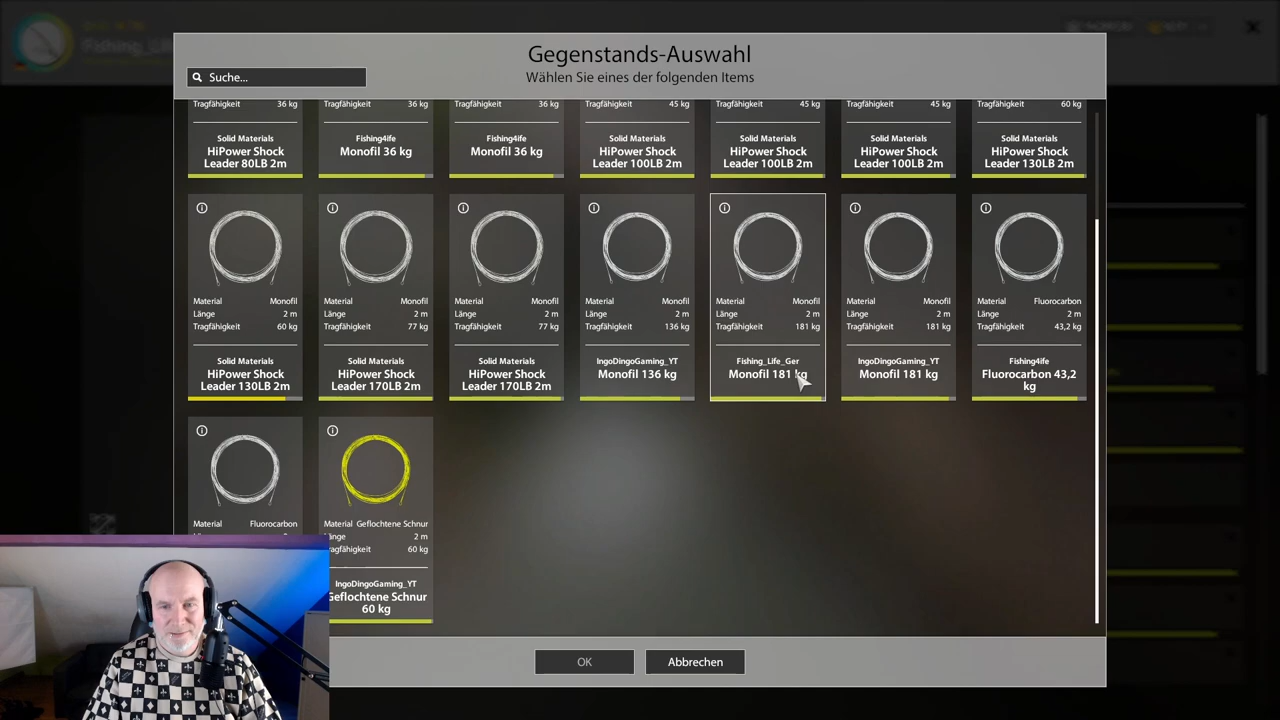 Gegenstands-Auswahl
Suche...
Wählen Sie eines der folgenden Items
Tragfähigkeit 36 kg
Solid Materials
HiPower Shock
Leader 80LB 2m
Tragfähigkeit 36 kg
Fishing4ife
Monofil 36 kg
Tragfähigkeit 36 kg
Fishing4ife
Monofil 36 kg
Tragfähigkeit 45 kg
Solid Materials
HiPower Shock
Leader 100LB 2m
Tragfähigkeit 45 kg
Solid Materials
HiPower Shock
Leader 100LB 2m
Tragfähigkeit 45 kg
Solid Materials
HiPower Shock
Leader 100LB 2m
Tragfähigkeit 60 kg
Solid Materials
HiPower Shock
Leader 130LB 2m
Material Monofil
Länge 2 m
Tragfähigkeit 60 kg
Solid Materials
HiPower Shock
Leader 130LB 2m
Material Monofil
Länge 2 m
Tragfähigkeit 77 kg
Solid Materials
HiPower Shock
Leader 170LB 2m
Material Monofil
Länge 2 m
Tragfähigkeit 77 kg
Solid Materials
HiPower Shock
Leader 170LB 2m
Material Monofil
Länge 2 m
Tragfähigkeit 136 kg
IngoDingoGaming_YT
Monofil 136 kg
Material Monofil
Länge 2 m
Tragfähigkeit 181 kg
Fishing_Life_Ger
Monofil 181 kg
Material Monofil
Länge 2 m
Tragfähigkeit 181 kg
IngoDingoGaming_YT
Monofil 181 kg
Material Fluorocarbon
Länge 2 m
Tragfähigkeit 43,2 kg
Fishing4ife
Fluorocarbon 43,2
kg
Material Fluorocarbon
Material Geflochtene Schnur
Länge 2 m
Tragfähigkeit 60 kg
IngoDingoGaming_YT
Geflochtene Schnur
60 kg
OK
Abbrechen